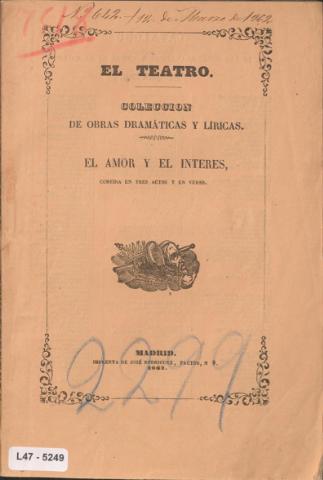 7613
N. 642.-/14. de Marzo de 1862.
EL TEATRO.
COLECCION
DE OBRAS DRAMÁTICAS Y LÍRICAS.
EL AMOR Y EL INTERES,
COMEDIA EN TRES ACTOS Y EN VERSO.
MADRID.
IMPRENTA DE JOSÉ RODRIGUEZ, FACTOR, N 9.
1862.
2299
L47 - 5249